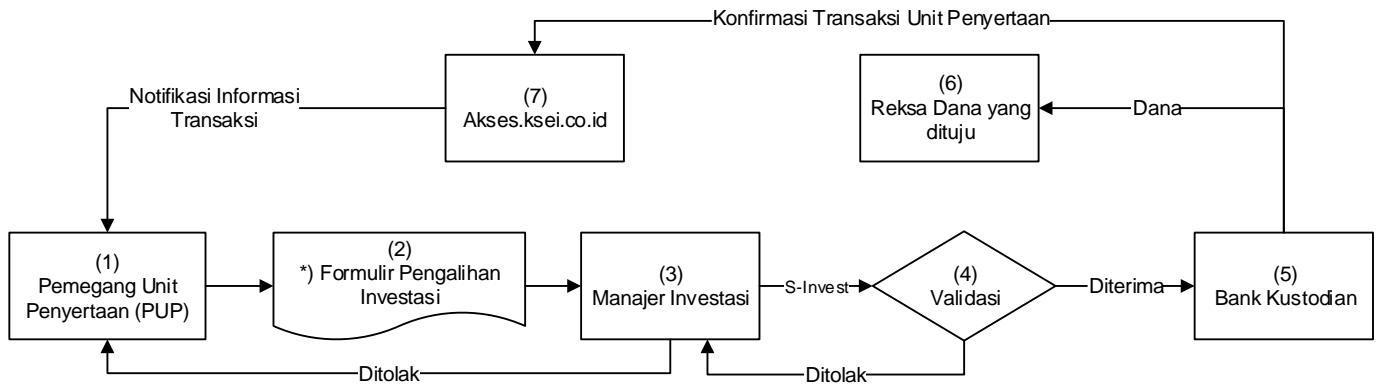 Konfirmasi Transaksi Unit Penyertaan
(7)
Akses.ksei.co.id
(6)
Reksa Dana yang
dituju
Notifikasi Informasi
Transaksi
Dana
(1)
Pemegang Unit
Penyertaan (PUP)
(2)
*) Formulir Pengalihan
Investasi
(3)
Manajer Investasi
S-Invest
(4)
Validasi
Diterima
(5)
Bank Kustodian
Ditolak
Ditolak